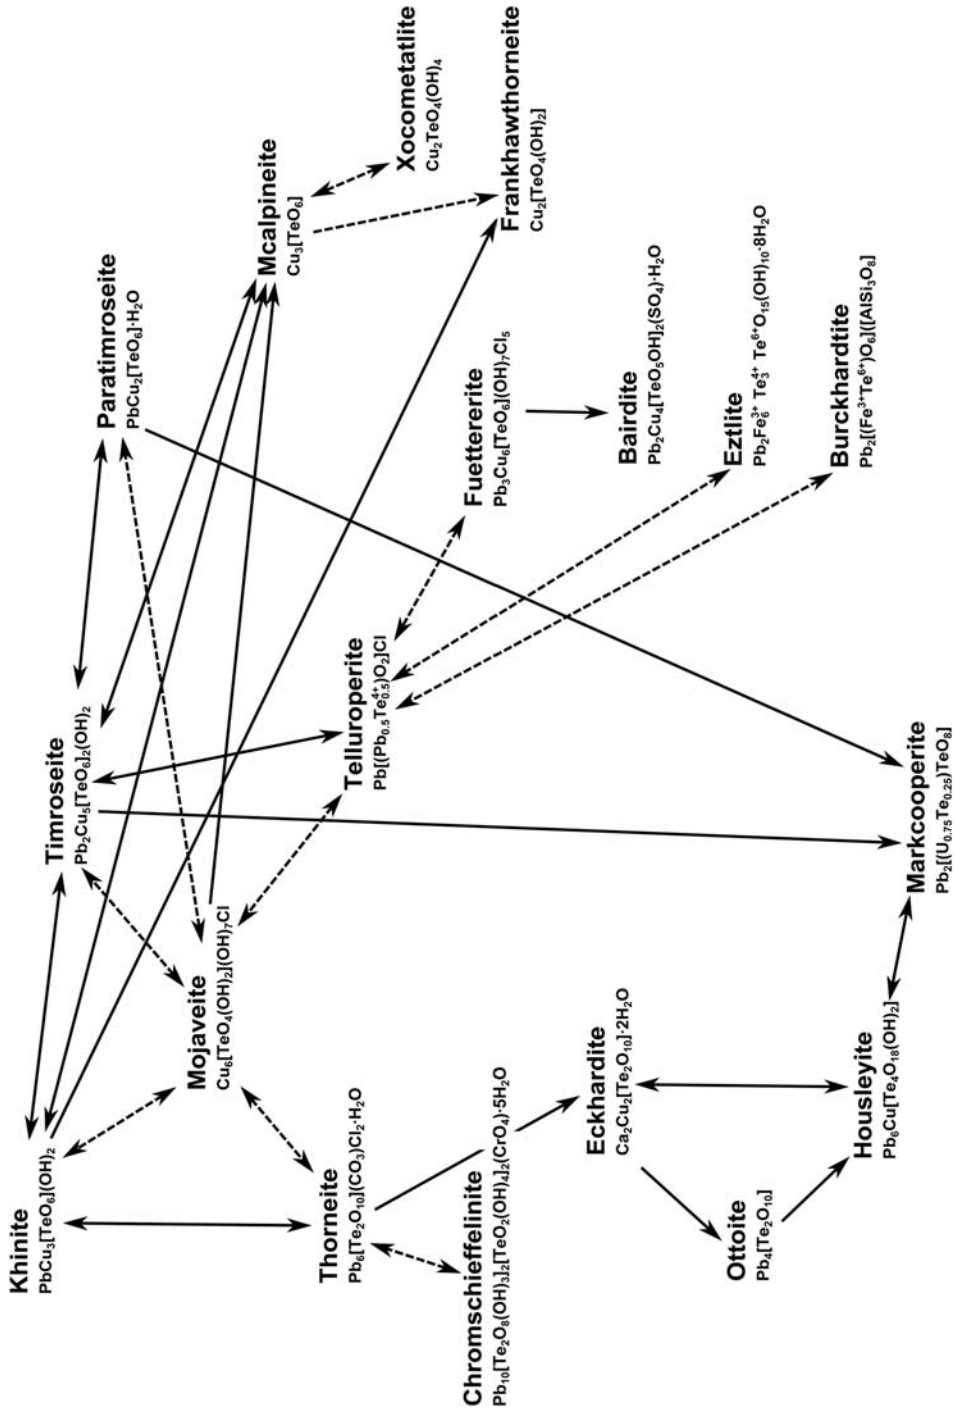 Khinite
PbCu₃[TeO₆](OH)₂
Timroseite
Pb₂Cu₅[TeO₆]₂(OH)₂
Paratimroseite
PbCu₂[TeO₆]·H₂O
Mojaveite
Cu₆[TeO₄(OH)₂](OH)₇Cl
Mcalpineite
Cu₃[TeO₆]
Thorneite
Pb₆[Te₂O₁₀](CO₃)Cl₂·H₂O
Telluroperite
Pb[(Pb₀.₅Te⁴⁺₀.₅)O₂]Cl
Xocometatlite
Cu₂TeO₄(OH)₄
Chromschieffelinite
Pb₁₀[Te₂O₈(OH)₃]₂[TeO₂(OH)₄]₂(CrO₄)·5H₂O
Fuettererite
Pb₃Cu₆[TeO₆](OH)₇Cl₅
Frankhawthorneite
Cu₂[TeO₄(OH)₂]
Eckhardite
Ca₂Cu₂[Te₂O₁₀]·2H₂O
Bairdite
Pb₂Cu₄[TeO₅OH]₂(SO₄)·H₂O
Ottoite
Pb₄[Te₂O₁₀]
Eztlite
Pb₂Fe³⁺₆ Te⁴⁺₃ Te⁶⁺O₁₅(OH)₁₀·8H₂O
Housleyite
Pb₆Cu[Te₄O₁₈(OH)₂]
Burckhardtite
Pb₂[(Fe³⁺Te⁶⁺)O₆]([AlSi₃O₈]
Markcooperite
Pb₂[(U₀.₇₅Te₀.₂₅)TeO₈]